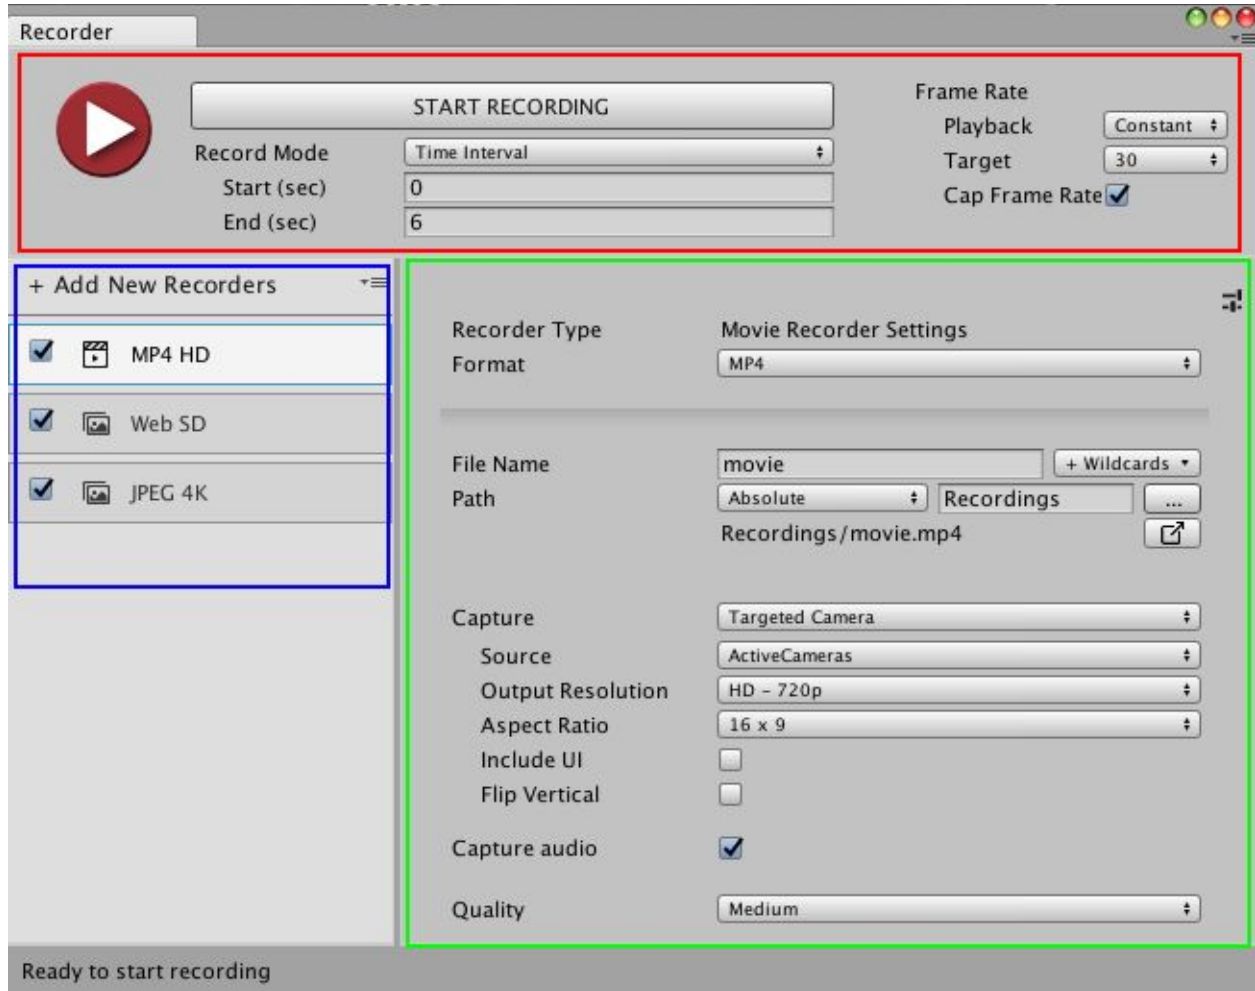 Recorder
START RECORDING
Record Mode Time Interval
Start (sec) 0
End (sec) 6
Frame Rate
Playback Constant
Target 30
Cap Frame Rate
+ Add New Recorders
MP4 HD
Web SD
JPEG 4K
Recorder Type Movie Recorder Settings
Format MP4
File Name movie + Wildcards
Path Absolute Recordings ...
Recordings/movie.mp4
Capture Targeted Camera
Source ActiveCameras
Output Resolution HD - 720p
Aspect Ratio 16 x 9
Include UI
Flip Vertical
Capture audio
Quality Medium
Ready to start recording